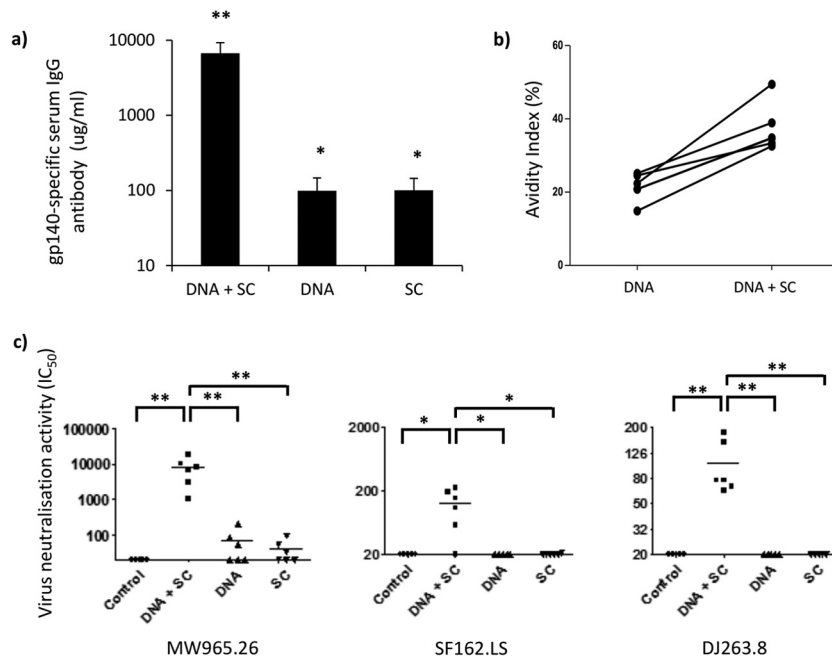 a)
gp140-specific serum IgG
antibody (ug/ml)
10000
1000
100
10
**
*
*
DNA + SC
DNA
SC
b)
Avidity Index (%)
60
40
20
0
DNA
DNA + SC
c)
Virus neutralisation activity (IC50)
**
**
**
100000
10000
1000
100
Control
DNA + SC
DNA
SC
MW965.26
*
*
*
2000
200
20
Control
DNA + SC
DNA
SC
SF162.LS
**
**
**
200
126
80
50
32
20
Control
DNA + SC
DNA
SC
DJ263.8